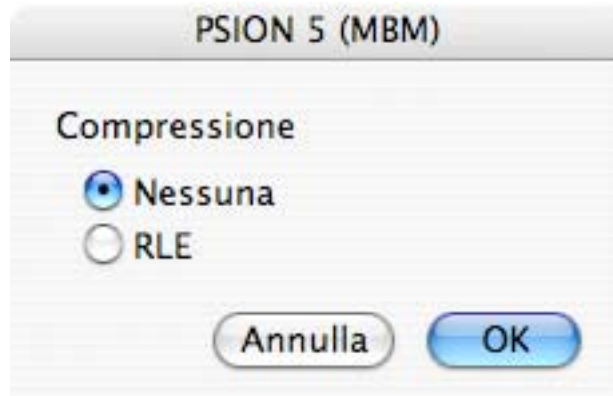 PSION 5 (MBM)
Compressione
Nessuna
RLE
Annulla OK